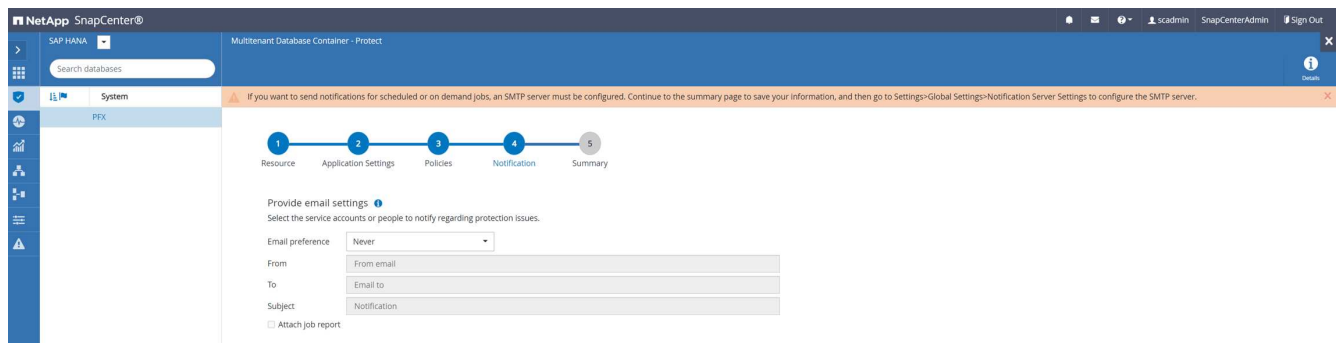 NetApp SnapCenter®
scadmin SnapCenterAdmin Sign Out
SAP HANA
Multitenant Database Container - Protect
Search databases
Details
System
If you want to send notifications for scheduled or on demand jobs, an SMTP server must be configured. Continue to the summary page to save your information, and then go to Settings>Global Settings>Notification Server Settings to configure the SMTP server.
PFX
1 2 3 4 5
Resource Application Settings Policies Notification Summary
Provide email settings
Select the service accounts or people to notify regarding protection issues.
Email preference Never
From From email
To Email to
Subject Notification
Attach job report